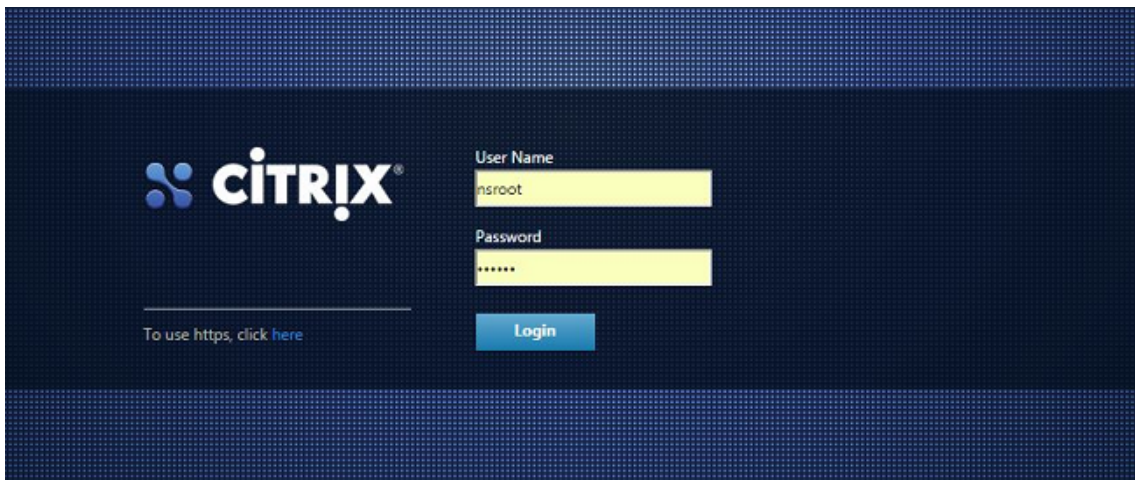 CITRIX®
User Name
nsroot
Password
••••••
To use https, click here
Login